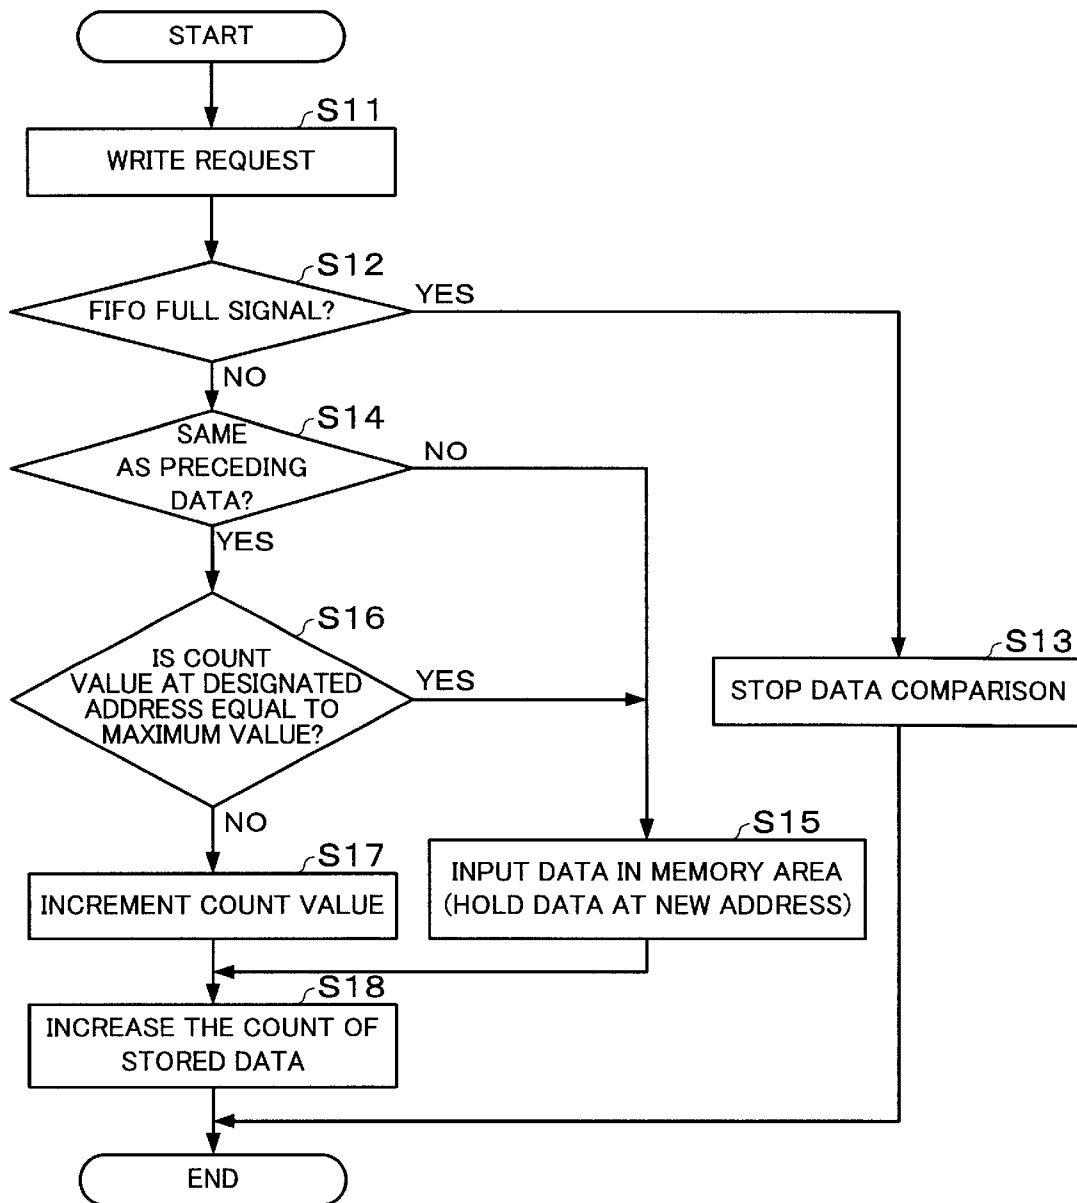 START
S11
WRITE REQUEST
S12
FIFO FULL SIGNAL?
YES
NO
S14
SAME
AS PRECEDING
DATA?
NO
YES
S16
IS COUNT
VALUE AT DESIGNATED
ADDRESS EQUAL TO
MAXIMUM VALUE?
YES
NO
S13
STOP DATA COMPARISON
S15
INPUT DATA IN MEMORY AREA
(HOLD DATA AT NEW ADDRESS)
S17
INCREMENT COUNT VALUE
S18
INCREASE THE COUNT OF
STORED DATA
END